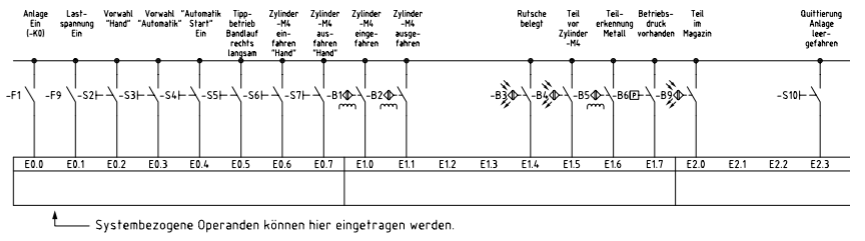 Anlage Ein (-K0)
Last- spannung Ein
Vorwahl "Hand"
Vorwahl "Automatik"
"Automatik Start" Ein
Tipp- betrieb Bandlauf rechts langsam
Zylinder -M4 ein- fahren "Hand"
Zylinder -M4 aus- fahren "Hand"
Zylinder -M4 einge- fahren
Zylinder -M4 ausge- fahren
Rutsche belegt
Teil vor Zylinder -M4
Teil- erkennung Metall
Betriebs- druck vorhanden
Teil im Magazin
Quittierung Anlage leer- gefahren
-F1 -F9 -S2 -S3 -S4 -S5 -S6 -S7 -B1 -B2 -B3 -B4 -B5 -B6 P -B9 -S10
E0.0 E0.1 E0.2 E0.3 E0.4 E0.5 E0.6 E0.7 E1.0 E1.1 E1.2 E1.3 E1.4 E1.5 E1.6 E1.7 E2.0 E2.1 E2.2 E2.3
Systembezogene Operanden können hier eingetragen werden.